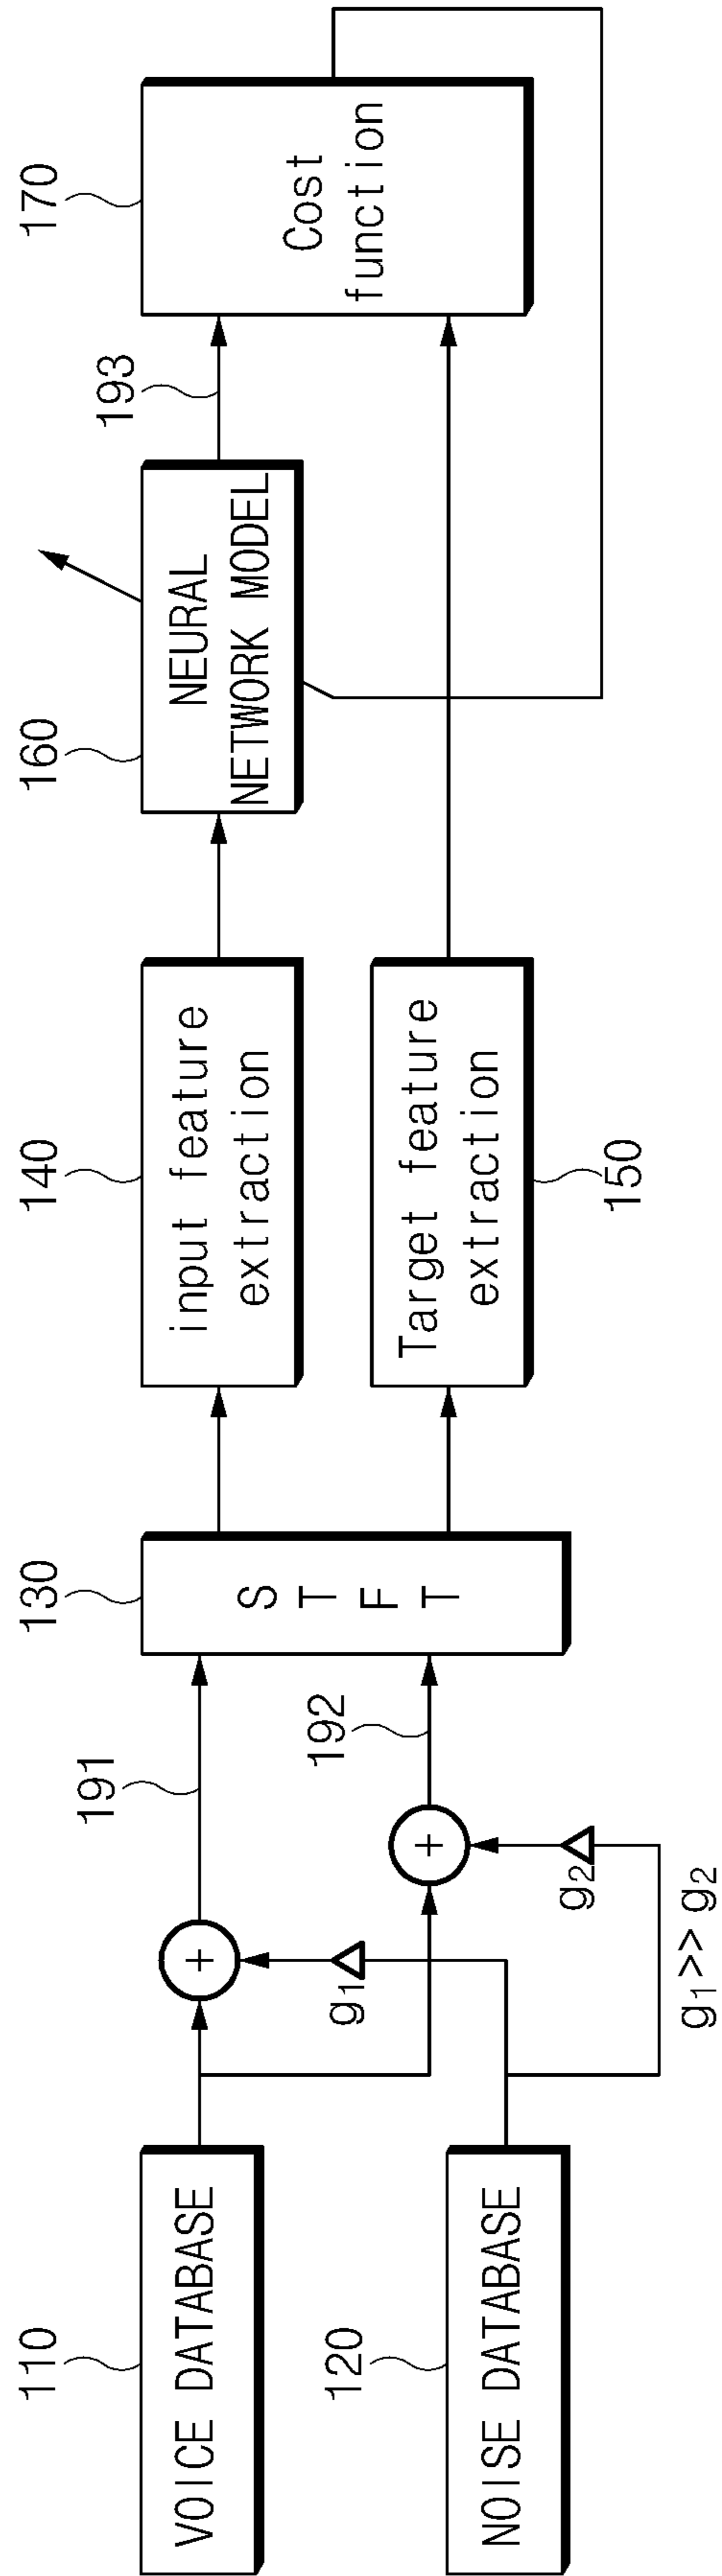 110
VOICE DATABASE
120
NOISE DATABASE
g1
g2
g1>> g2
191
192
130
S
T
F
T
140
input feature
extraction
Target feature
extraction
150
160
NEURAL
NETWORK MODEL
193
170
Cost
function